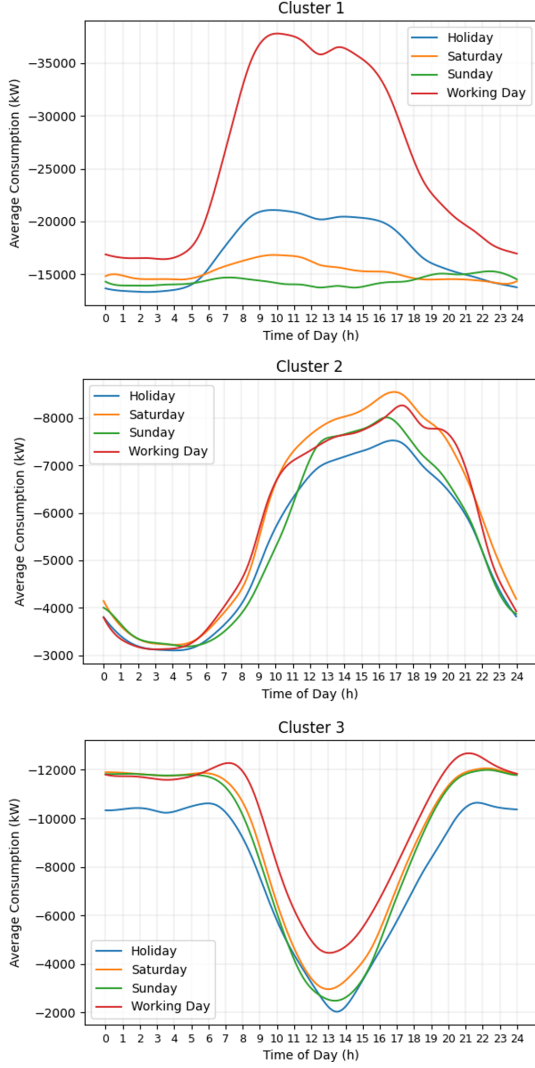 Cluster 1
Average Consumption (kW)
−35000
−30000
−25000
−20000
−15000
Holiday
Saturday
Sunday
Working Day
0 1 2 3 4 5 6 7 8 9 10 11 12 13 14 15 16 17 18 19 20 21 22 23 24
Time of Day (h)
Cluster 2
Average Consumption (kW)
−8000
−7000
−6000
−5000
−4000
−3000
Holiday
Saturday
Sunday
Working Day
0 1 2 3 4 5 6 7 8 9 10 11 12 13 14 15 16 17 18 19 20 21 22 23 24
Time of Day (h)
Cluster 3
Average Consumption (kW)
−12000
−10000
−8000
−6000
−4000
−2000
Holiday
Saturday
Sunday
Working Day
0 1 2 3 4 5 6 7 8 9 10 11 12 13 14 15 16 17 18 19 20 21 22 23 24
Time of Day (h)